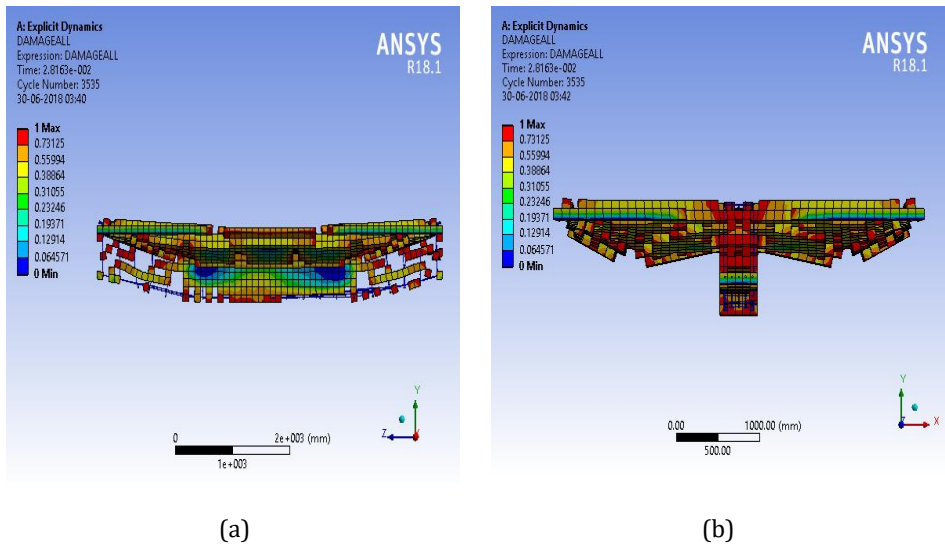 A: Explicit Dynamics
DAMAGEALL
Expression: DAMAGEALL
Time: 2.8163e-002
Cycle Number: 3535
30-06-2018 03:40
ANSYS
R18.1
1 Max
0.73125
0.55994
0.38864
0.31055
0.23246
0.19371
0.12914
0.064571
0 Min
Y
Z
0
2e+003 (mm)
1e+003
(a)
A: Explicit Dynamics
DAMAGEALL
Expression: DAMAGEALL
Time: 2.8163e-002
Cycle Number: 3535
30-06-2018 03:42
ANSYS
R18.1
1 Max
0.73125
0.55994
0.38864
0.31055
0.23246
0.19371
0.12914
0.064571
0 Min
Y
X
0.00
1000.00 (mm)
500.00
(b)